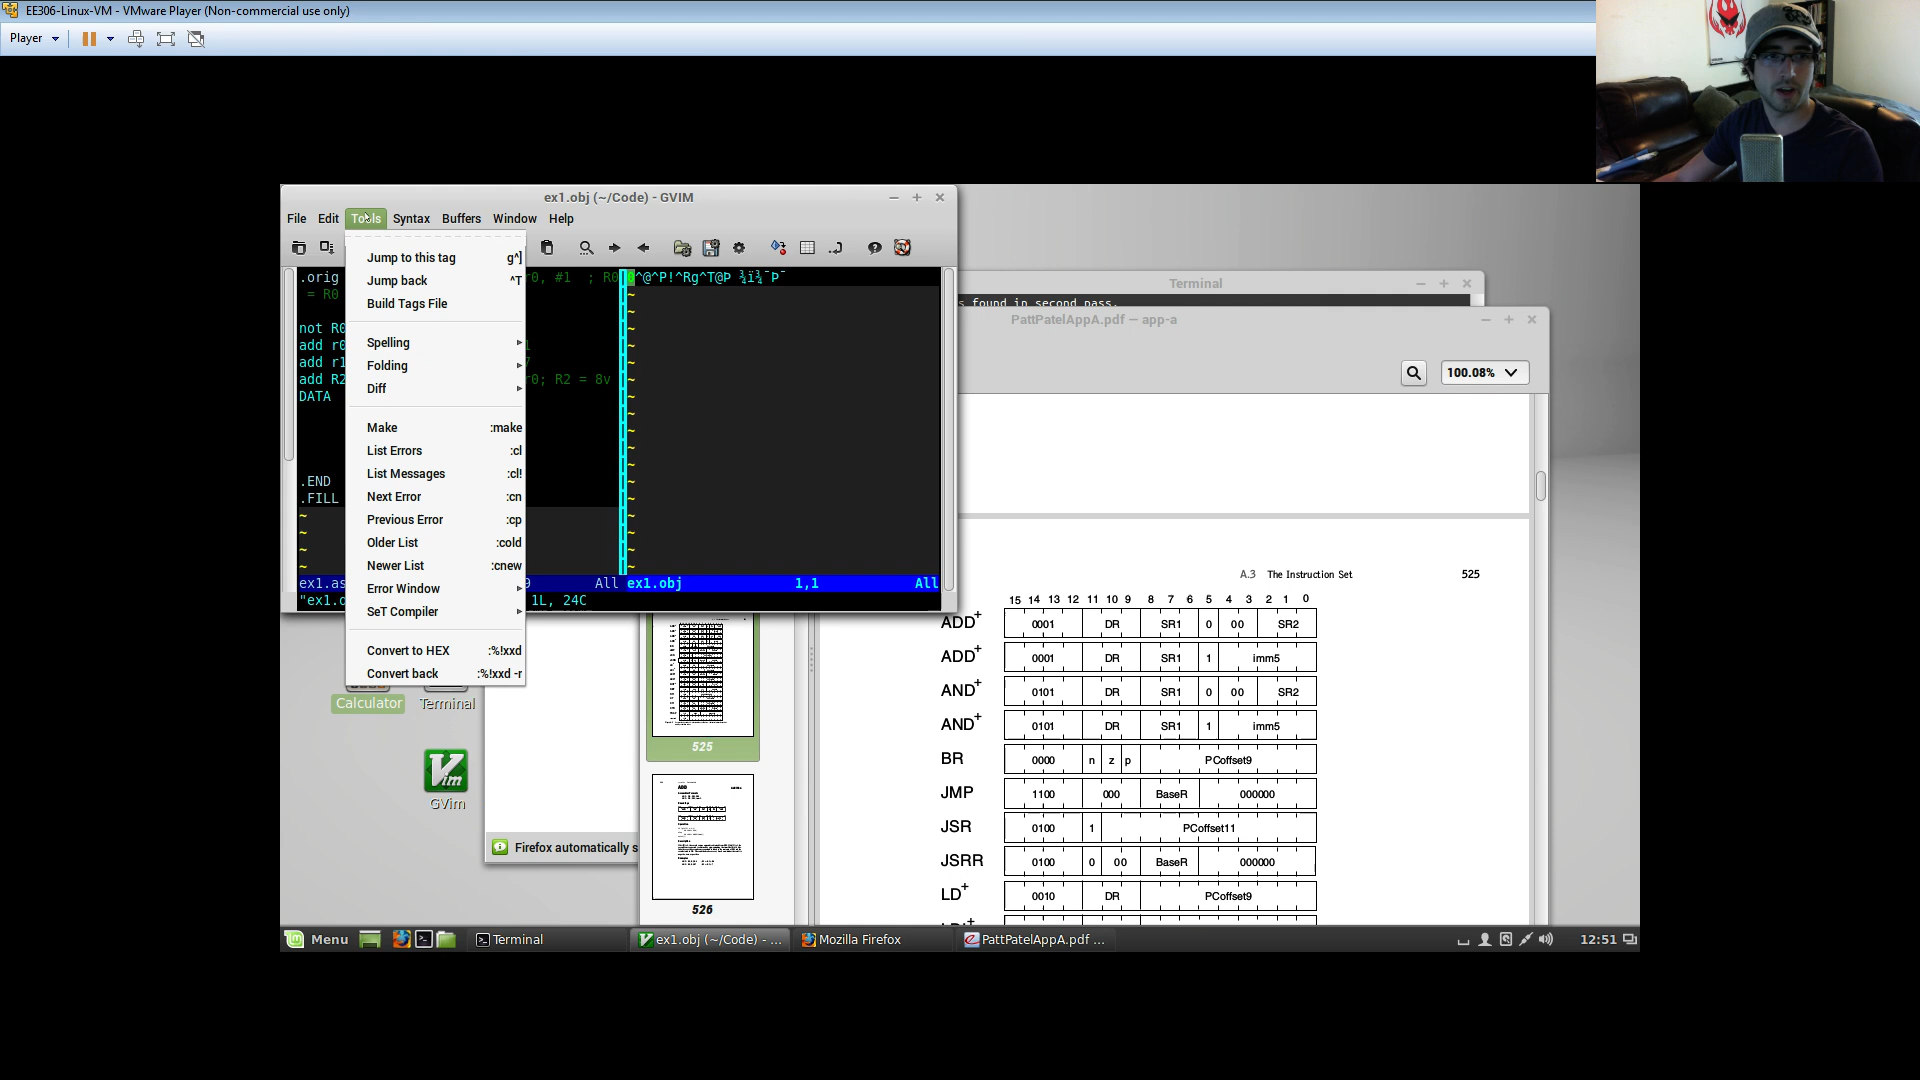 EE306-Linux-VM - VMware Player (Non-commercial use only)
Player
ex1.obj (~/Code) - GVIM
File Edit Tools Syntax Buffers Window Help
Jump to this tag g^]
Jump back ^T
Build Tags File
Spelling
Folding
Diff
Make :make
List Errors :cl
List Messages :cl!
Next Error :cn
Previous Error :cp
Older List :cold
Newer List :cnew
Error Window
SeT Compiler
Convert to HEX :%!xxd
Convert back :%!xxd -r
.orig r0, #1 ; R0
= R0
not R0
add r0
add r1
add R2 r0; R2 = 8v
DATA
.END
.FILL
^@^P!^Rg^T@Þ ¾ï¾¯Þ¯
All
ex1.obj 1,1 All
1L, 24C
Terminal
s found in second pass.
PattPatelAppA.pdf – app-a
100.08%
A.3 The Instruction Set 525
15 14 13 12 11 10 9 8 7 6 5 4 3 2 1 0
ADD+ 0001 DR SR1 0 00 SR2
ADD+ 0001 DR SR1 1 imm5
AND+ 0101 DR SR1 0 00 SR2
AND+ 0101 DR SR1 1 imm5
BR 0000 n z p PCoffset9
JMP 1100 000 BaseR 000000
JSR 0100 1 PCoffset11
JSRR 0100 0 00 BaseR 000000
LD+ 0010 DR PCoffset9
525
526
Calculator
Terminal
GVim
Firefox automatically s
Menu
Terminal
ex1.obj (~/Code) - ...
Mozilla Firefox
PattPatelAppA.pdf ...
12:51